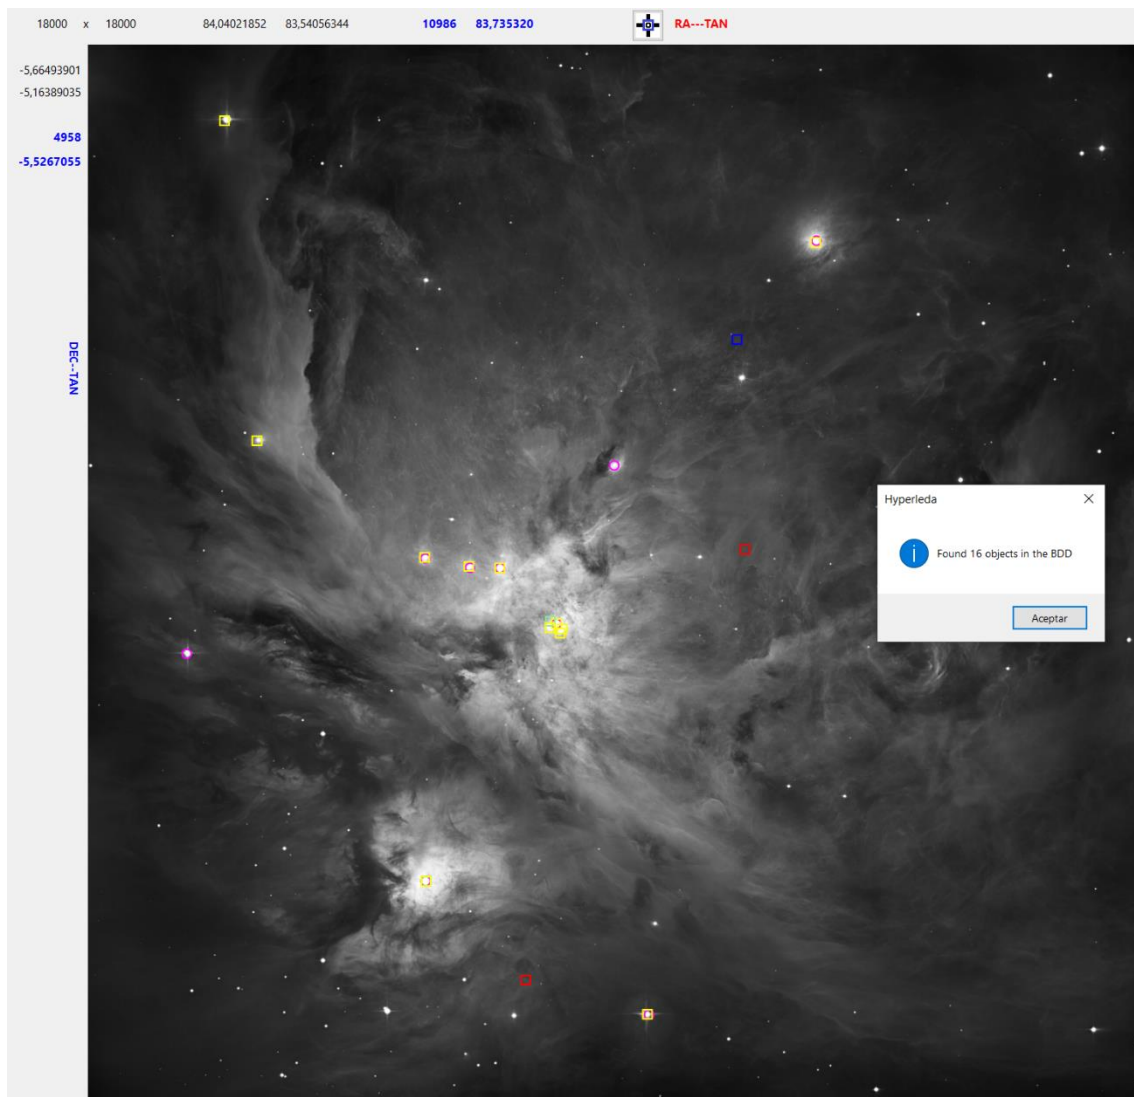 18000 x 18000 84,04021852 83,54056344 10986 83,735320 RA---TAN
-5,66493901
-5,16389035
4958
-5,5267055
DEC--TAN
Hyperleda
Found 16 objects in the BDD
Aceptar